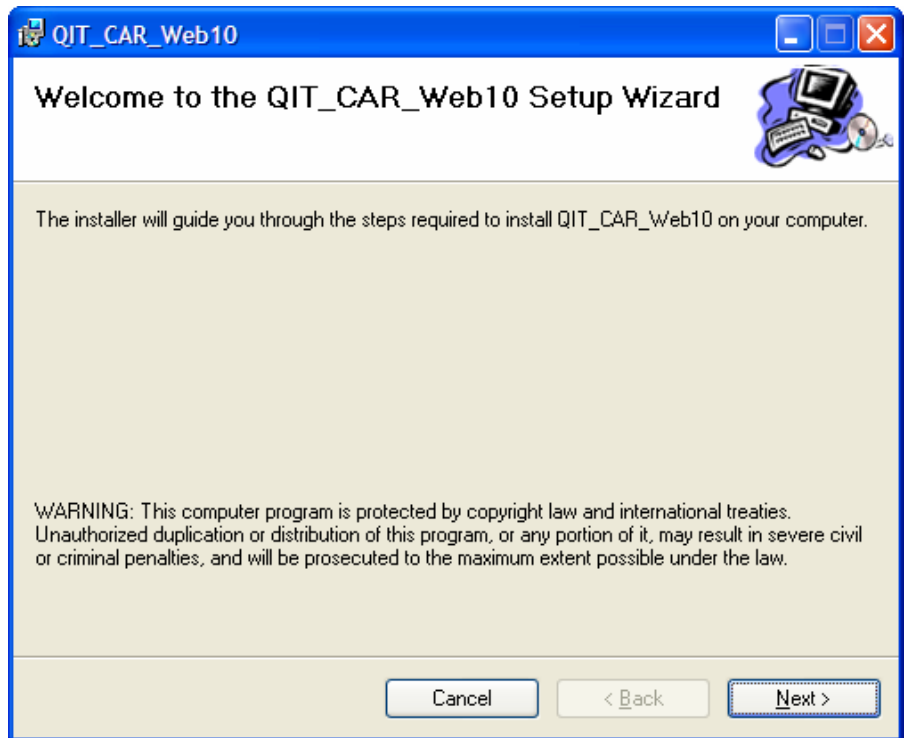 QIT_CAR_Web10
Welcome to the QIT_CAR_Web10 Setup Wizard
The installer will guide you through the steps required to install QIT_CAR_Web10 on your computer.
WARNING: This computer program is protected by copyright law and international treaties.
Unauthorized duplication or distribution of this program, or any portion of it, may result in severe civil
or criminal penalties, and will be prosecuted to the maximum extent possible under the law.
Cancel < Back Next >